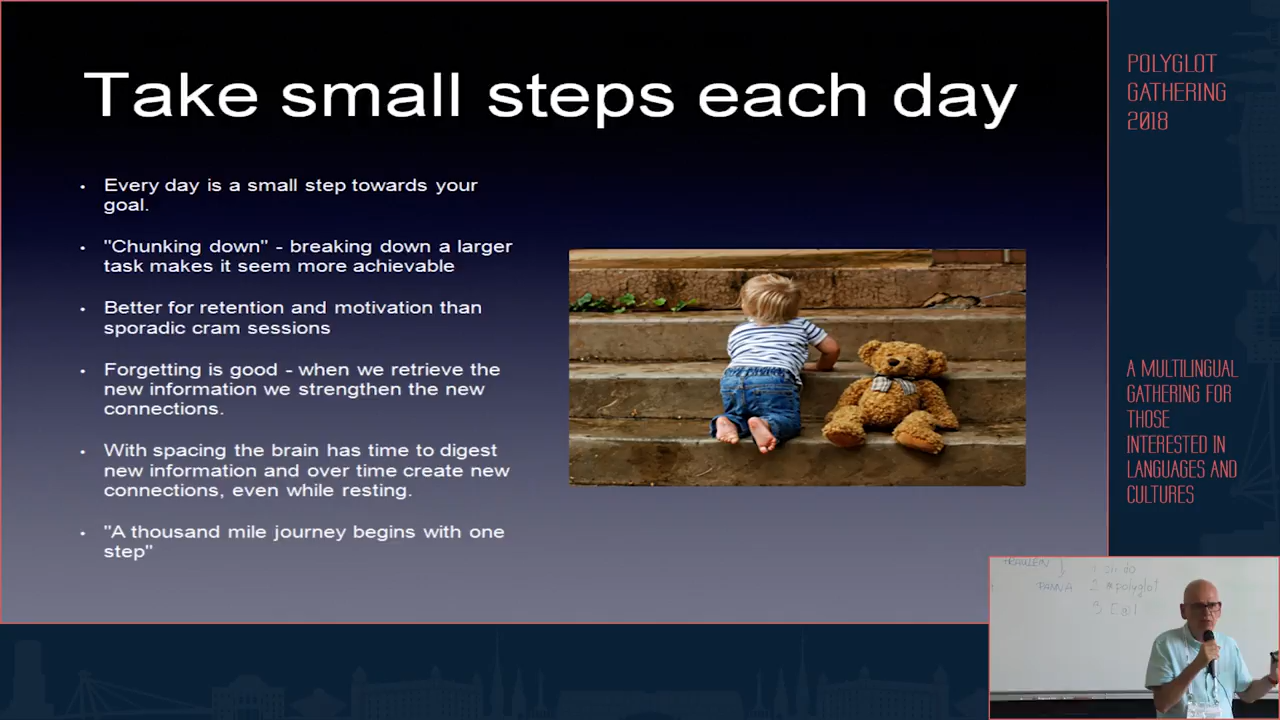 Take small steps each day
• Every day is a small step towards your
goal.
• "Chunking down" - breaking down a larger
task makes it seem more achievable
• Better for retention and motivation than
sporadic cram sessions
• Forgetting is good - when we retrieve the
new information we strengthen the new
connections.
• With spacing the brain has time to digest
new information and over time create new
connections, even while resting.
• "A thousand mile journey begins with one
step"
POLYGLOT
GATHERING
2018
A MULTILINGUAL
GATHERING FOR
THOSE
INTERESTED IN
LANGUAGES AND
CULTURES
polyglot